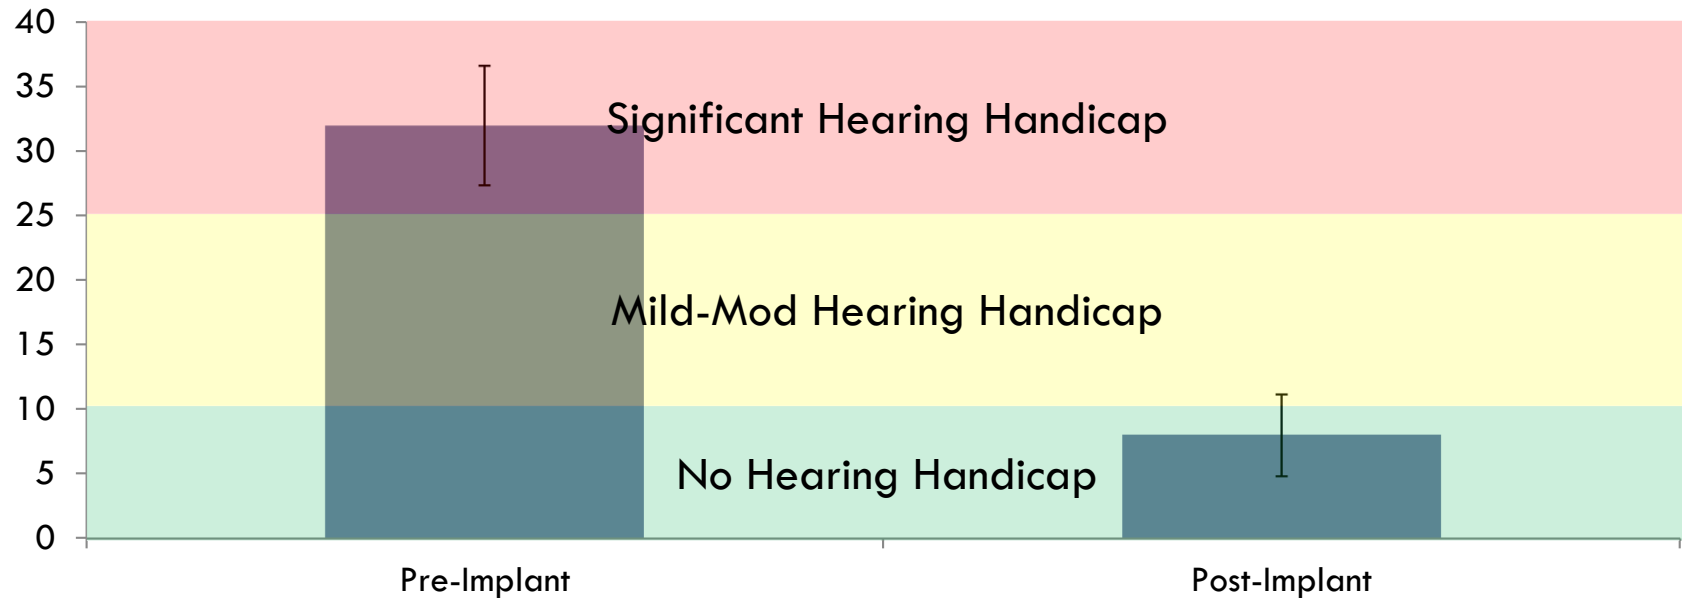 40
35
Significant Hearing Handicap
30
25
20
Mild-Mod Hearing Handicap
15
10
5
No Hearing Handicap
0
Pre-Implant
Post-Implant